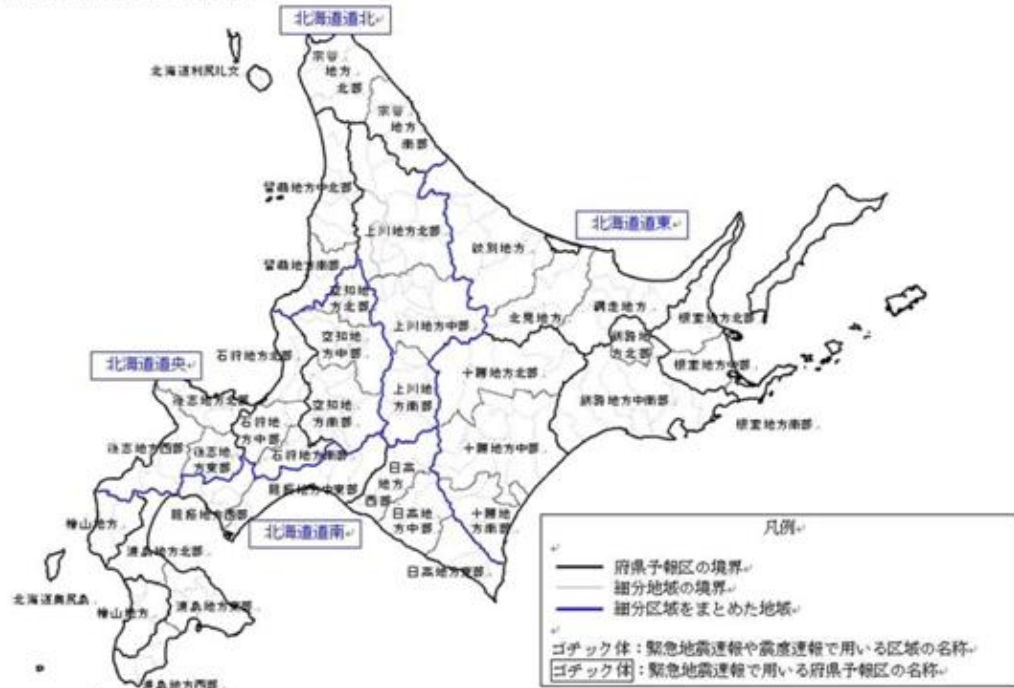 北海道道北
宗谷
地方
北部
北海道利尻礼文
宗谷
地方
南部
留萌地方中北部
北海道道東
上川地方北部
紋別地方
留萌地方南部
空知地
方北部
網走地方
北見地方
根室地方北部
上川地方中部
釧路地
方北部
空知地
方中部
石狩地方北部
根室地方中部
北海道道央
十勝地方北部
上川地
方南部
後志地方北部
釧路地方中南部
空知地
方南部
石狩地
方中部
根室地方南部
後志地方西部
後志地
方東部
石狩地方南部
十勝地方中部
日高
地方
西部
胆振地方中東部
胆振地方西部
日高地
方中部
十勝地
方南部
檜山地方
北海道道南
渡島地方北部
日高地方東部
北海道奥尻島
檜山地方
渡島地方東部
渡島地方西部
凡例
府県予報区の境界
細分地域の境界
細分区域をまとめた地域
ゴチック体：緊急地震速報や震度速報で用いる区域の名称
ゴチック体：緊急地震速報で用いる府県予報区の名称